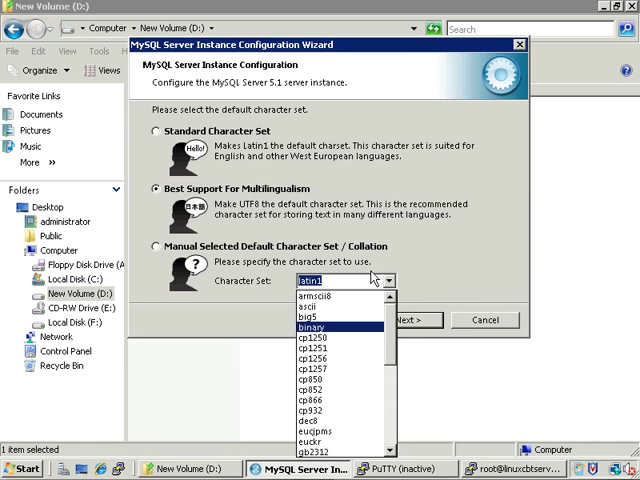 New Volume (D:)
Computer
New Volume (D:)
Search
File
Edit
View
Organize
Views
Favorite Links
Documents
Pictures
Music
More »
Folders
Desktop
administrator
Public
Computer
Floppy Disk Drive (A
Local Disk (C:)
New Volume (D:)
CD-RW Drive (E:)
Local Disk (F:)
Network
Control Panel
Recycle Bin
MySQL Server Instance Configuration Wizard
MySQL Server Instance Configuration
Configure the MySQL Server 5.1 server instance.
Please select the default character set.
Standard Character Set
Hello!
Makes Latin1 the default charset. This character set is suited for
English and other West European languages.
Best Support For Multilingualism
日本語
Make UTF8 the default character set. This is the recommended
character set for storing text in many different languages.
Manual Selected Default Character Set / Collation
?
Please specify the character set to use.
Character Set:
latin1
armscii8
ascii
big5
binary
cp1250
cp1251
cp1256
cp1257
cp850
cp852
cp866
cp932
dec8
eucjpms
euckr
gb2312
Next >
Cancel
1 item selected
Computer
Start
New Volume (D:)
MySQL Server In...
PuTTY (inactive)
root@linuxcbtserv...